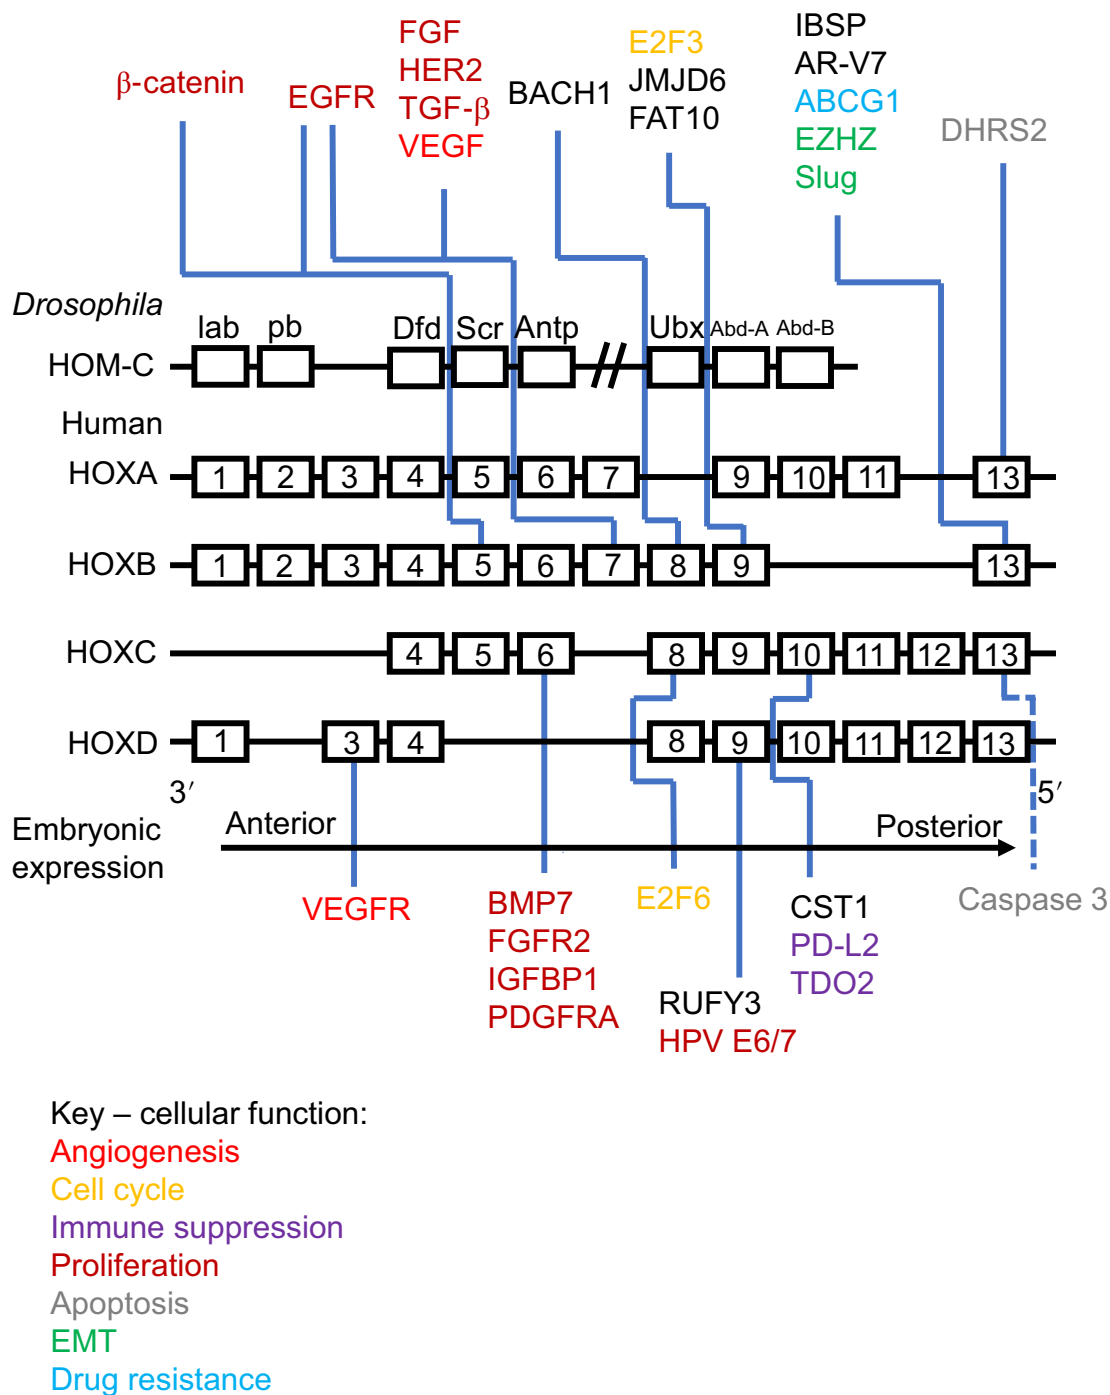 β-catenin
EGFR
FGF
HER2
TGF-β
VEGF
BACH1
E2F3
JMJD6
FAT10
IBSP
AR-V7
ABCG1
EZHZ
Slug
DHRS2
Drosophila
HOM-C
lab pb Dfd Scr Antp Ubx Abd-A Abd-B
Human
HOXA 1 2 3 4 5 6 7 9 10 11 13
HOXB 1 2 3 4 5 6 7 8 9 13
HOXC 4 5 6 8 9 10 11 12 13
HOXD 1 3 4 8 9 10 11 12 13
3′ 5′
Embryonic
expression
Anterior Posterior
VEGFR
BMP7
FGFR2
IGFBP1
PDGFRA
E2F6
RUFY3
HPV E6/7
CST1
PD-L2
TDO2
Caspase 3
Key – cellular function:
Angiogenesis
Cell cycle
Immune suppression
Proliferation
Apoptosis
EMT
Drug resistance